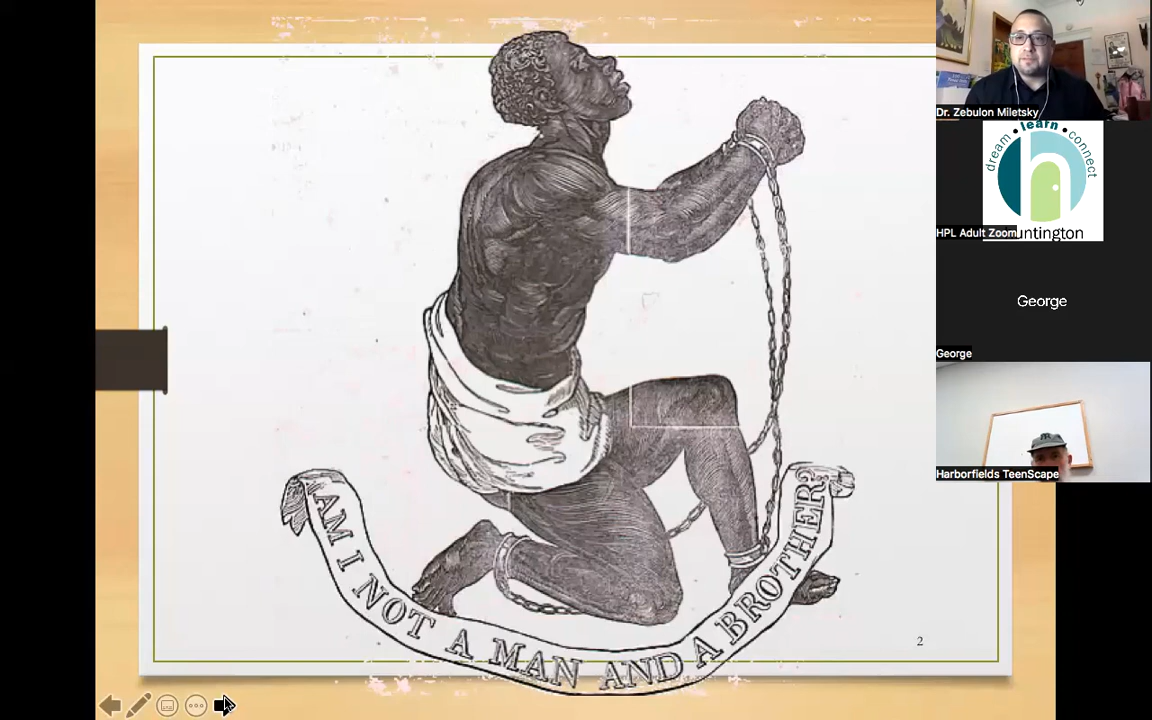 AM I NOT A MAN AND A BROTHER?
2
Dr. Zebulon Miletsky
dream • learn • connect
h
HPL Adult Zoom
untington
George
George
Harborfields TeenScape